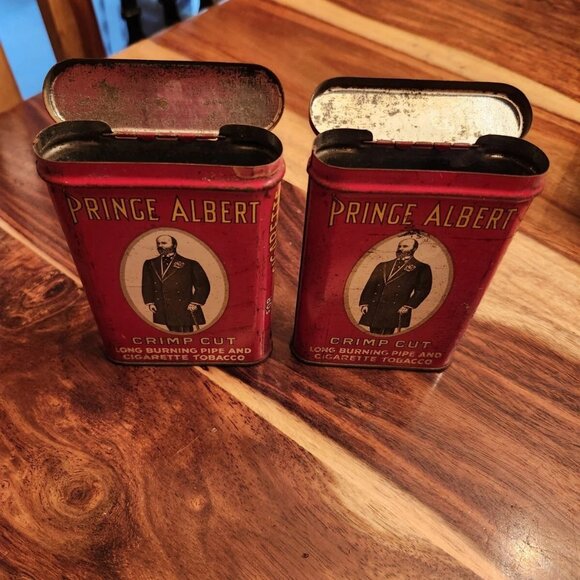 PRINCE ALBERT
CRIMP CUT
LONG BURNING PIPE AND
CIGARETTE TOBACCO
PRINCE ALBERT
CRIMP CUT
LONG BURNING PIPE AND
CIGARETTE TOBACCO